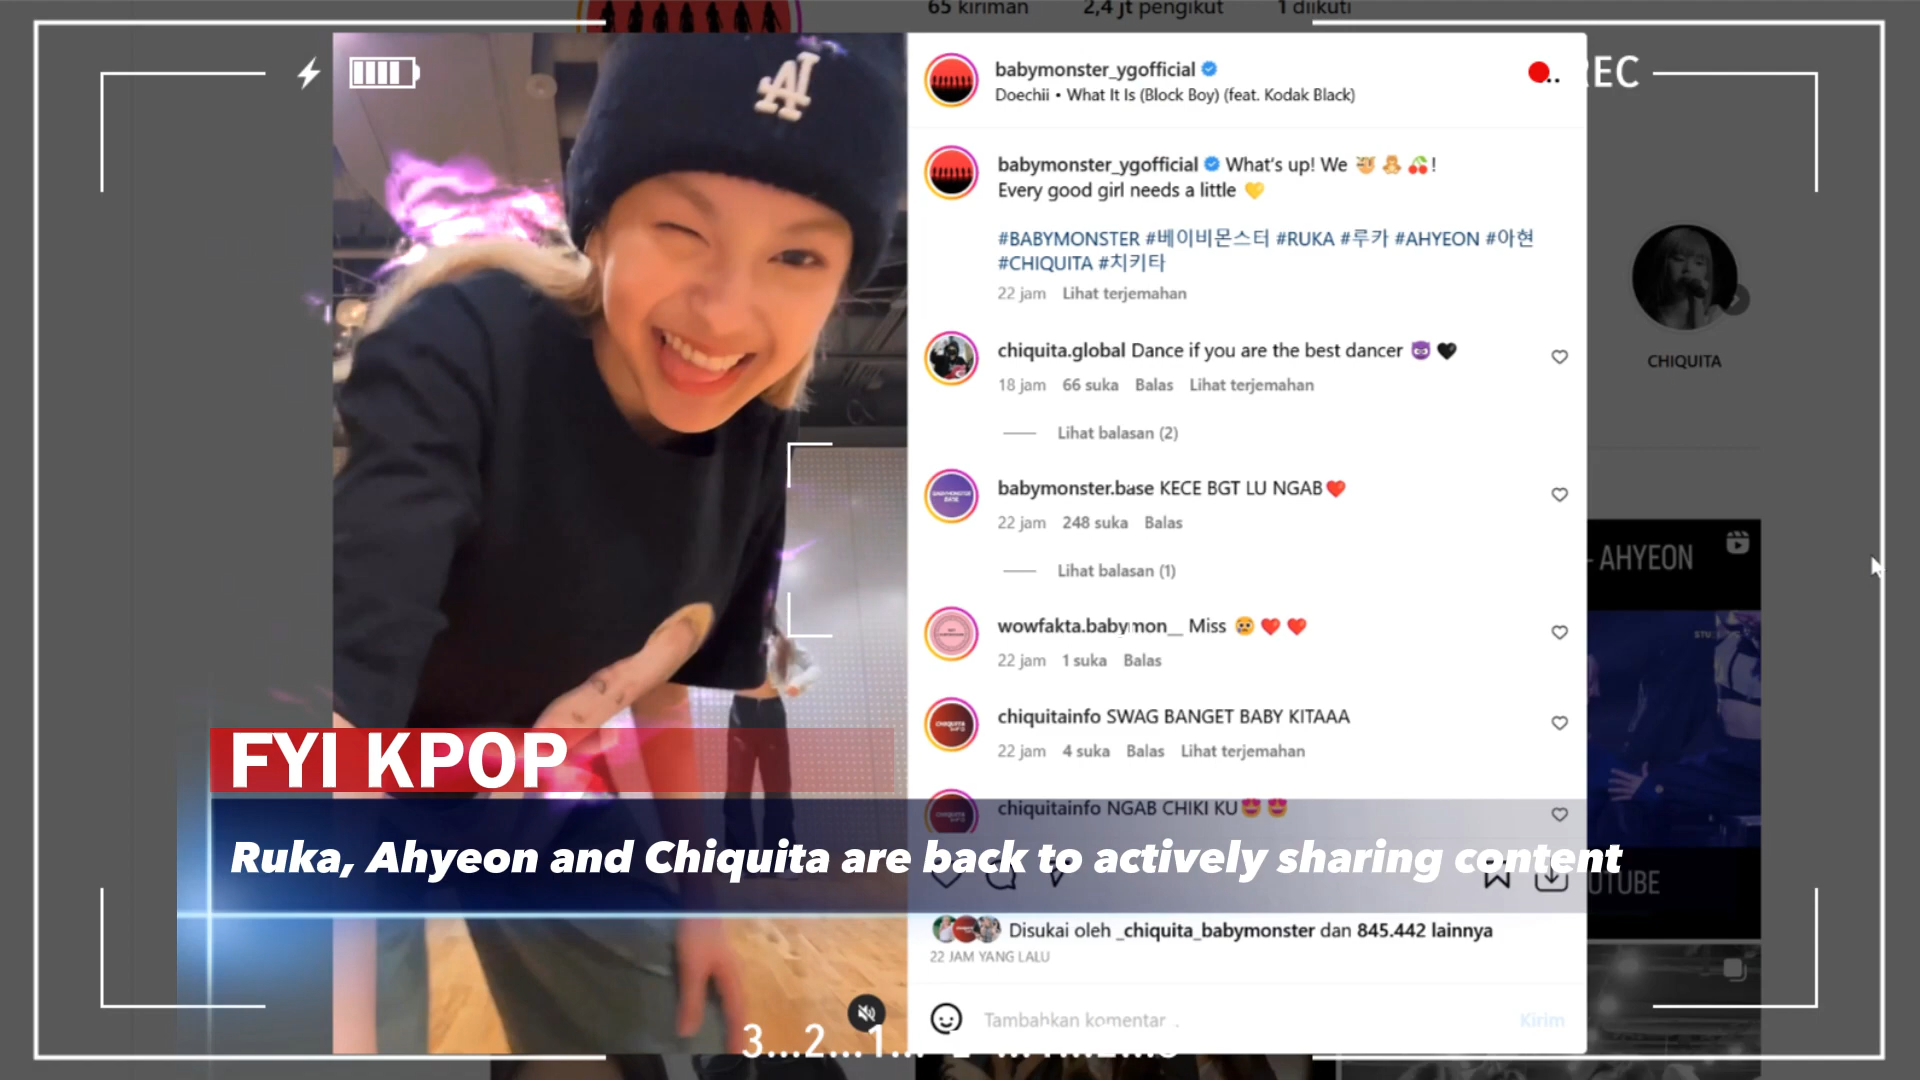 65 kiriman 2,4 jt pengikut 1 diikuti
REC
babymonster_ygofficial
Doechii • What It Is (Block Boy) (feat. Kodak Black)
babymonster_ygofficial What's up! We 🐱 🧸 🍒!
Every good girl needs a little 💛
#BABYMONSTER #베이비몬스터 #RUKA #루카 #AHYEON #아현
#CHIQUITA #치키타
22 jam Lihat terjemahan
chiquita.global Dance if you are the best dancer 😈 🖤
18 jam 66 suka Balas Lihat terjemahan
Lihat balasan (2)
CHIQUITA
babymonster.base KECE BGT LU NGAB❤️
22 jam 248 suka Balas
Lihat balasan (1)
- AHYEON
wowfakta.babymon__ Miss 😢 ❤️ ❤️
22 jam 1 suka Balas
chiquitainfo SWAG BANGET BABY KITAAA
22 jam 4 suka Balas Lihat terjemahan
FYI KPOP
chiquitainfo NGAB CHIKI KU😍 😍
Ruka, Ahyeon and Chiquita are back to actively sharing content
UTUBE
Disukai oleh _chiquita_babymonster dan 845.442 lainnya
22 JAM YANG LALU
Tambahkan komentar
Kirim
3...2...1...